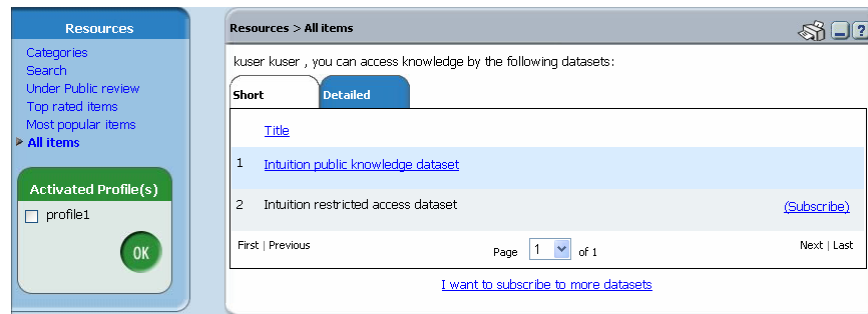 Resources
Categories
Search
Under Public review
Top rated items
Most popular items
All items
Activated Profile(s)
profile1
OK
Resources > All items
?
kuser kuser , you can access knowledge by the following datasets:
Short Detailed
Title
1 Intuition public knowledge dataset
2 Intuition restricted access dataset (Subscribe)
First | Previous Page 1 of 1 Next | Last
I want to subscribe to more datasets